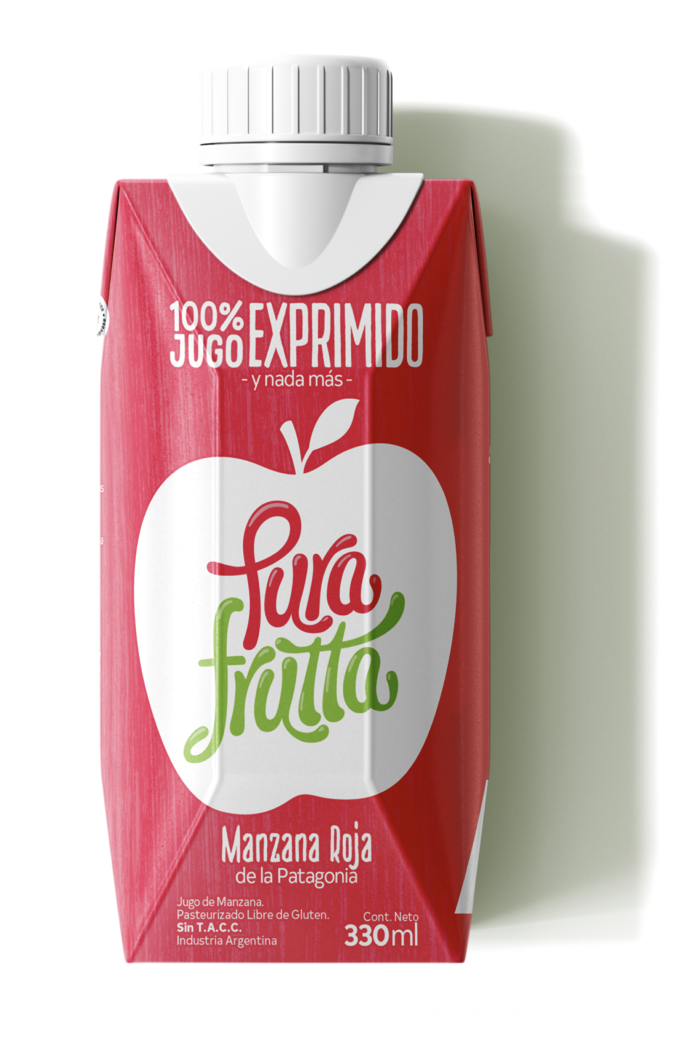 100% JUGO EXPRIMIDO
- y nada más -
Pura
frutta
Manzana Roja
de la Patagonia
Jugo de Manzana.
Pasteurizado Libre de Gluten.
Sin T.A.C.C.
Industria Argentina
Cont. Neto
330ml